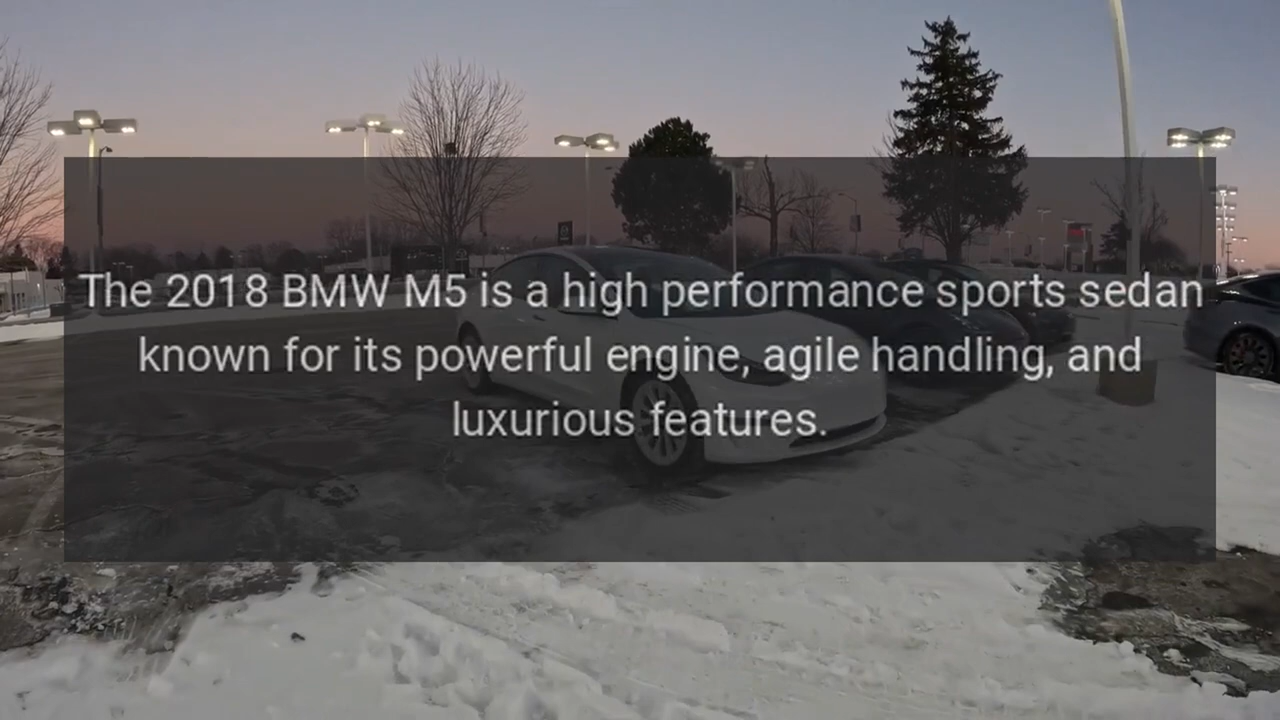 The 2018 BMW M5 is a high performance sports sedan
known for its powerful engine, agile handling, and
luxurious features.